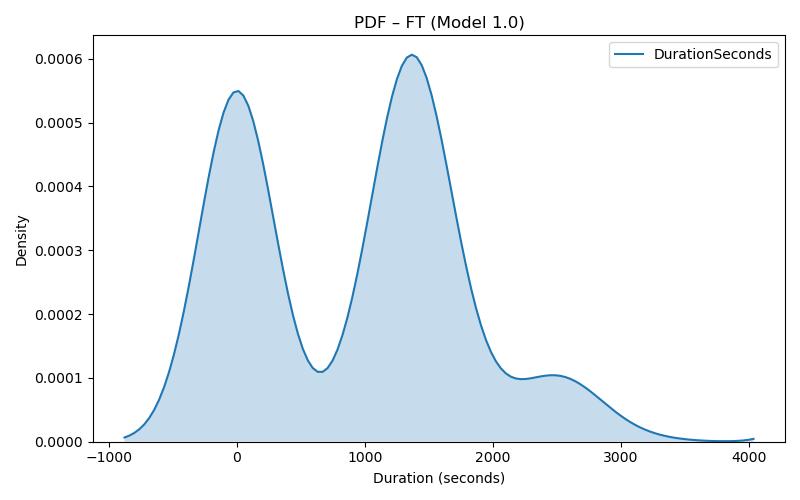 PDF – FT (Model 1.0)
DurationSeconds
0.0006
0.0005
0.0004
0.0003
0.0002
0.0001
0.0000
Density
−1000 0 1000 2000 3000 4000
Duration (seconds)